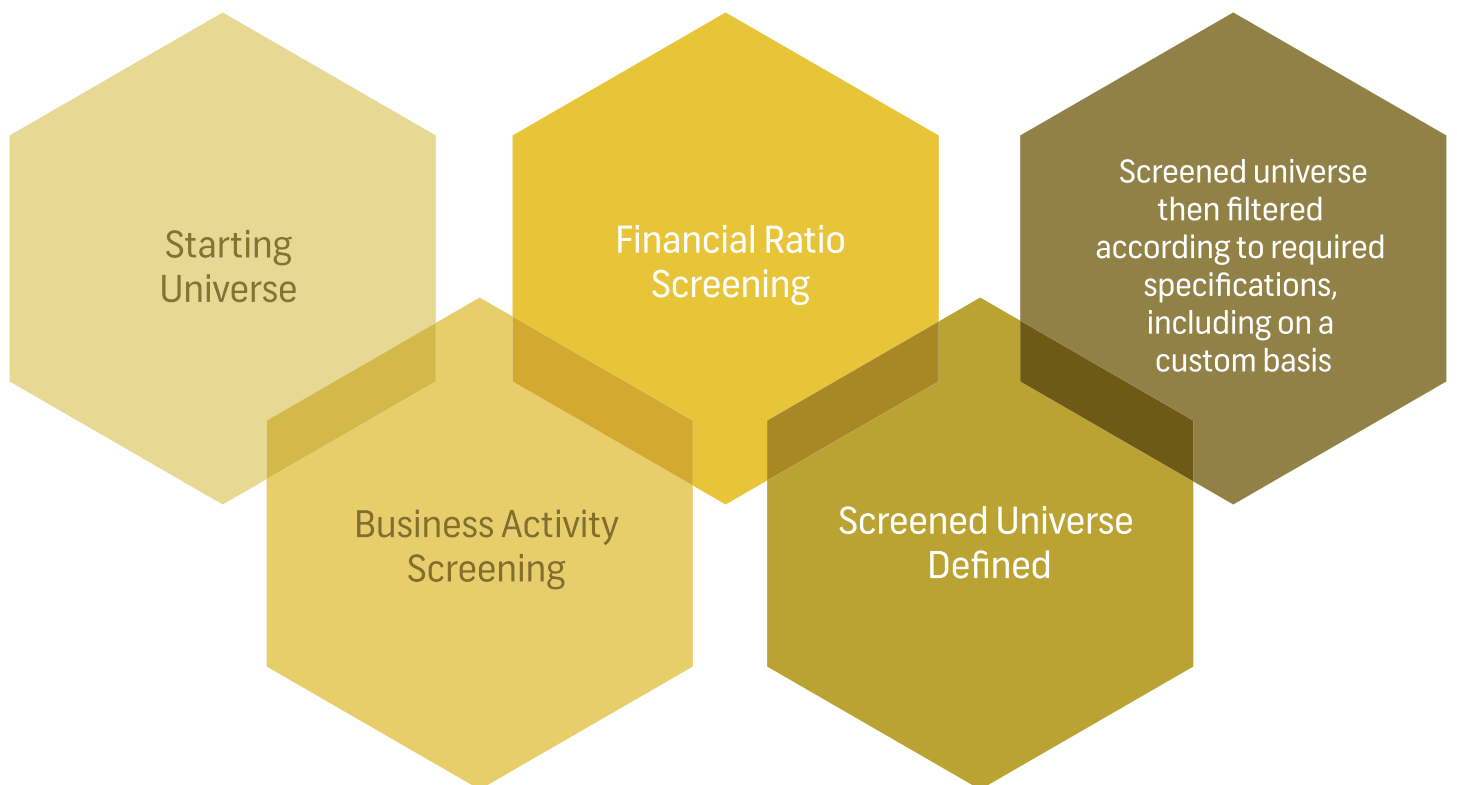 Starting
Universe
Business Activity
Screening
Financial Ratio
Screening
Screened Universe
Defined
Screened universe
then filtered
according to required
specifications,
including on a
custom basis